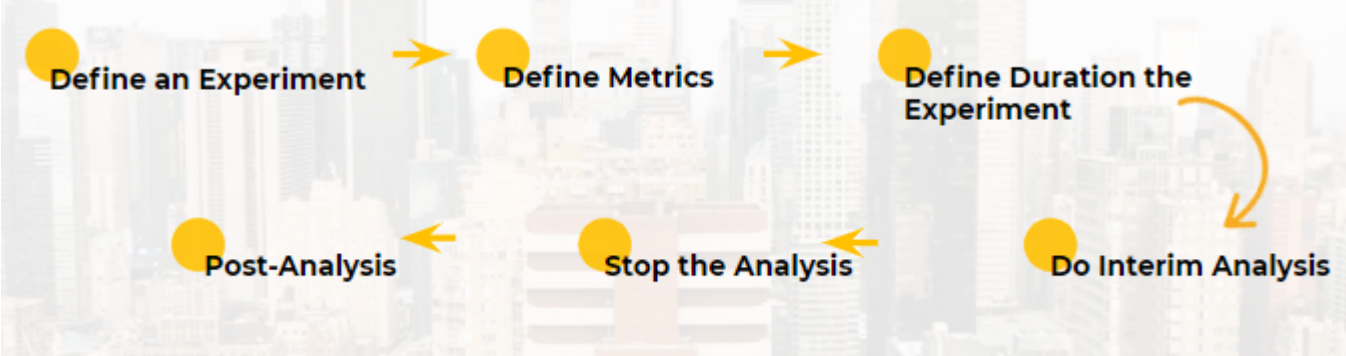 Define an Experiment
Define Metrics
Define Duration the
Experiment
Do Interim Analysis
Stop the Analysis
Post-Analysis